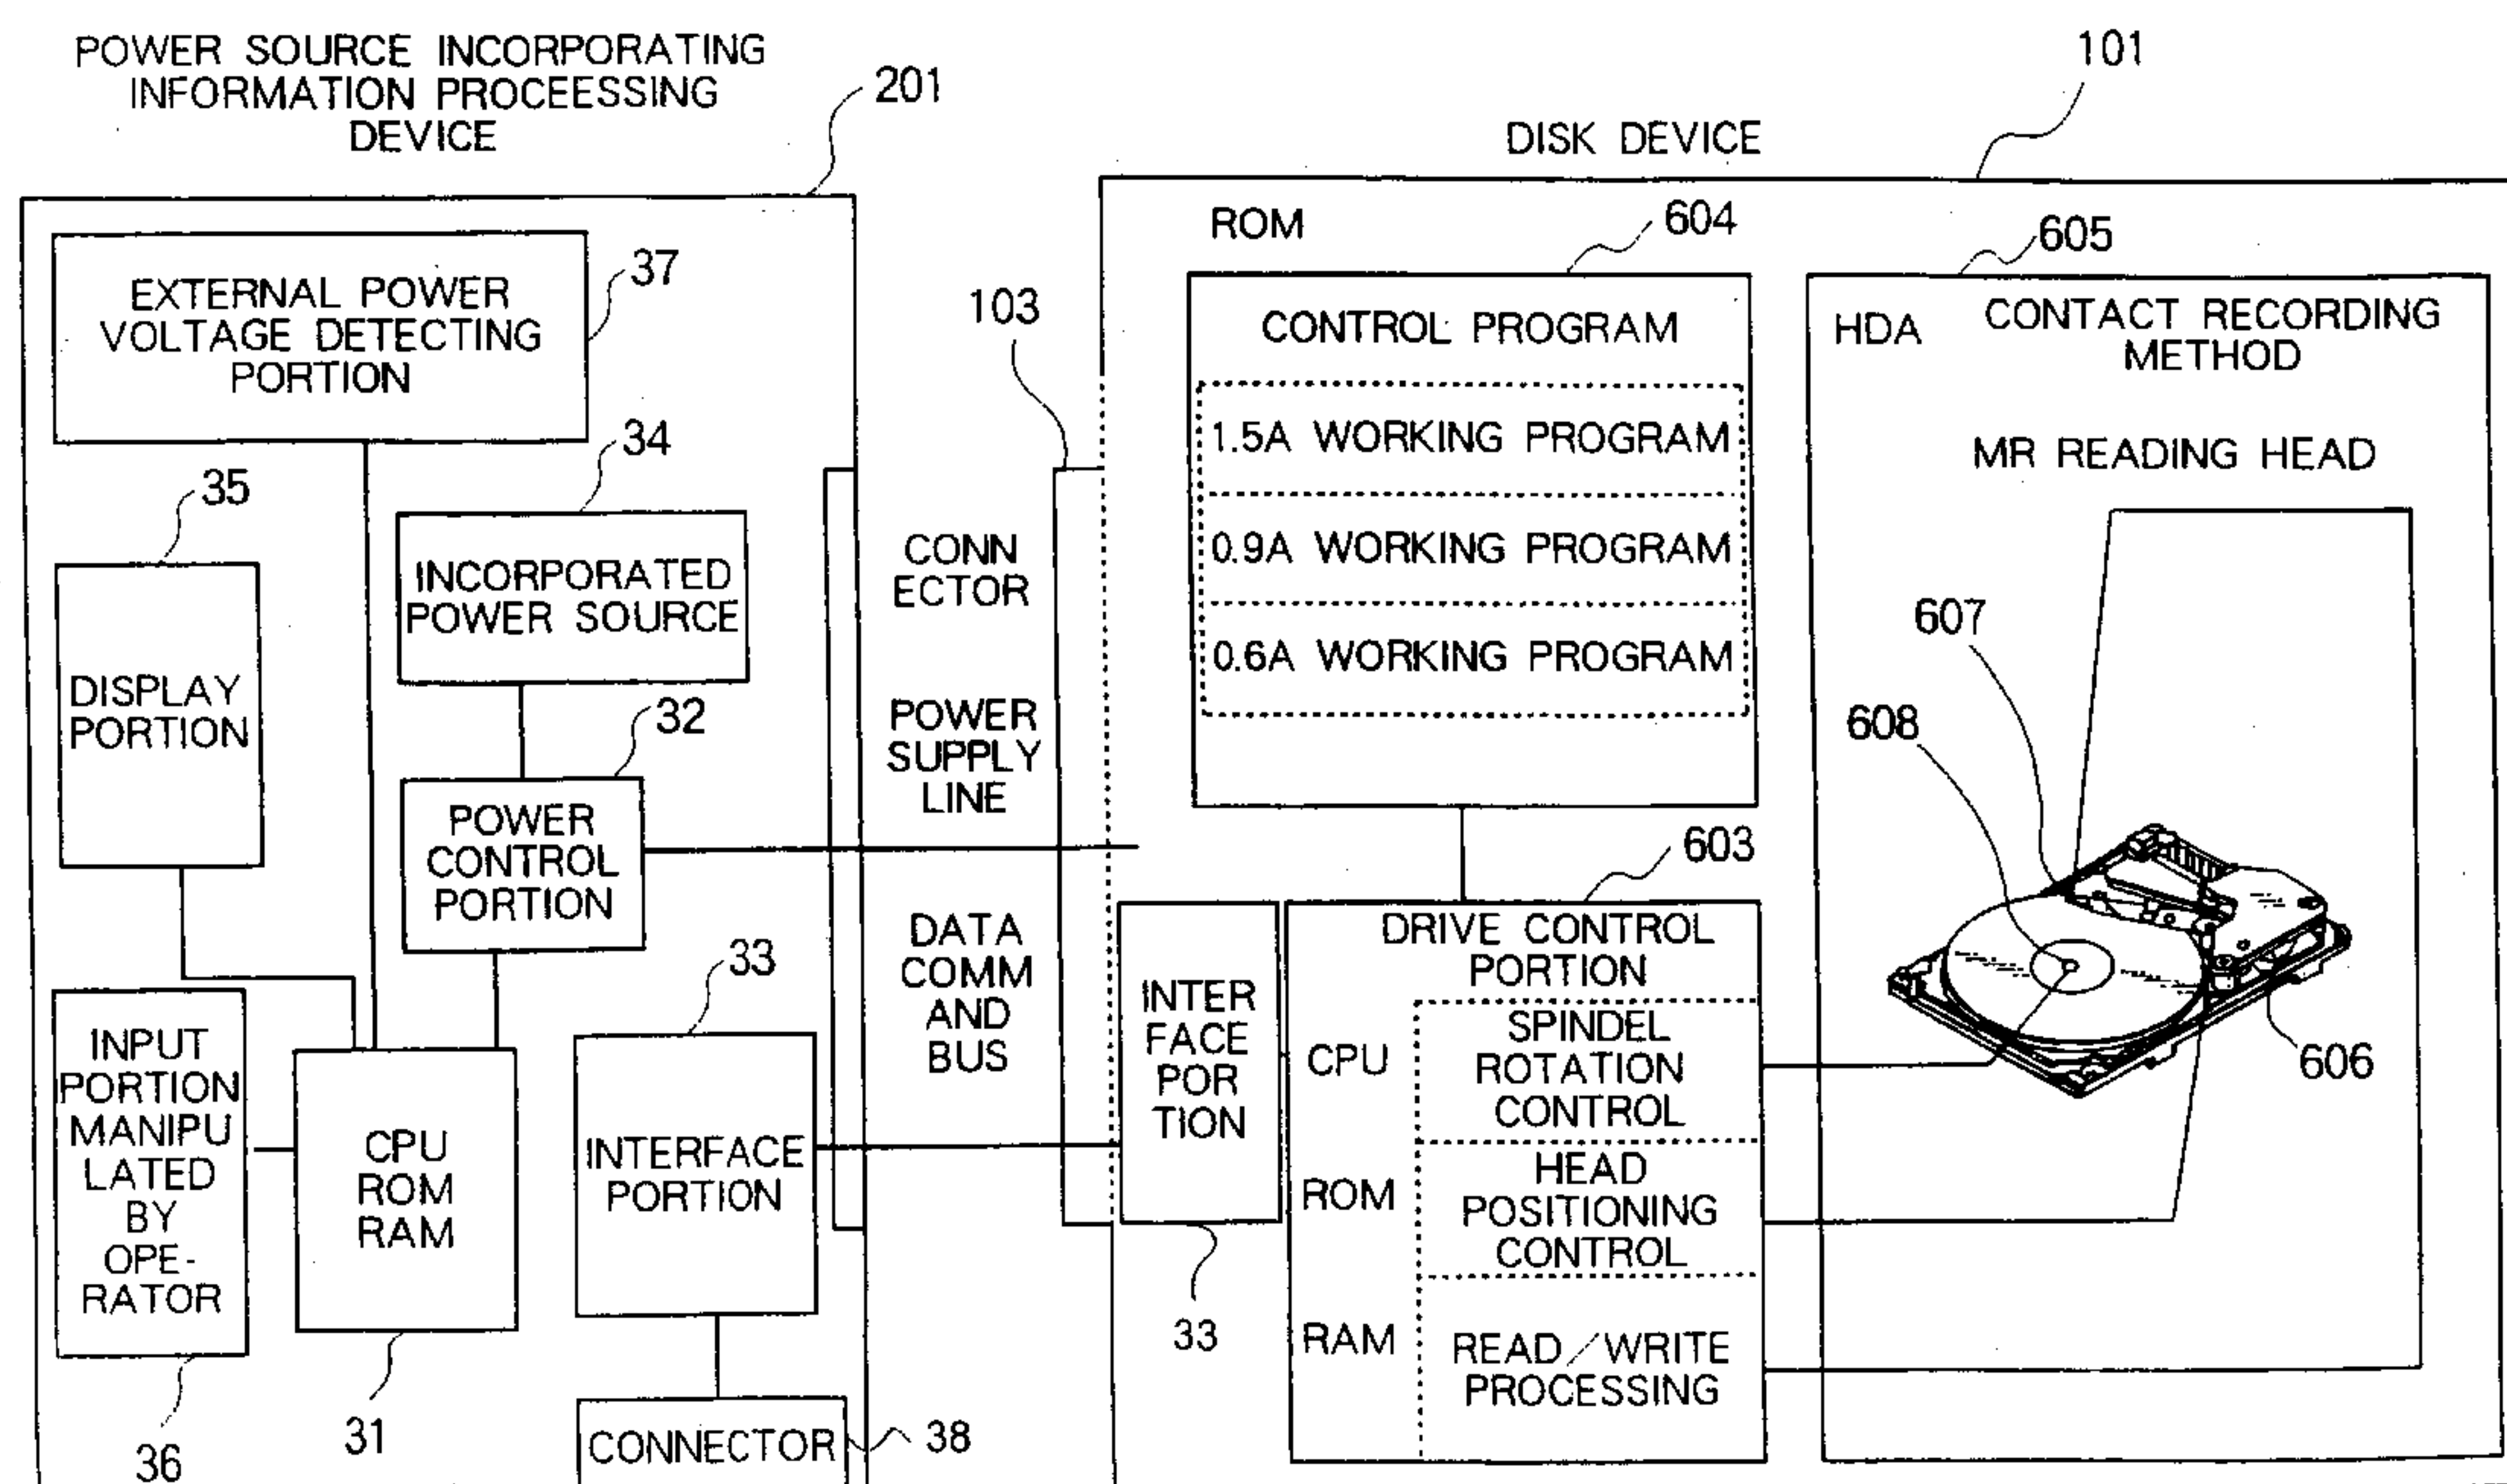 POWER SOURCE INCORPORATING
INFORMATION PROCEESSING
DEVICE
201
EXTERNAL POWER
VOLTAGE DETECTING
PORTION
37
34
35
INCORPORATED
POWER SOURCE
DISPLAY
PORTION
32
POWER
CONTROL
PORTION
33
INPUT
PORTION
MANIPU
LATED
BY
OPE-
RATOR
36
CPU
ROM
RAM
31
INTERFACE
PORTION
CONNECTOR
38
103
CONN
ECTOR
POWER
SUPPLY
LINE
DATA
COMM
AND
BUS
DISK DEVICE
101
ROM
604
CONTROL PROGRAM
1.5A WORKING PROGRAM
0.9A WORKING PROGRAM
0.6A WORKING PROGRAM
603
INTER
FACE
POR
TION
33
DRIVE CONTROL
PORTION
CPU
ROM
RAM
SPINDEL
ROTATION
CONTROL
HEAD
POSITIONING
CONTROL
READ/WRITE
PROCESSING
605
HDA
CONTACT RECORDING
METHOD
MR READING HEAD
607
608
606